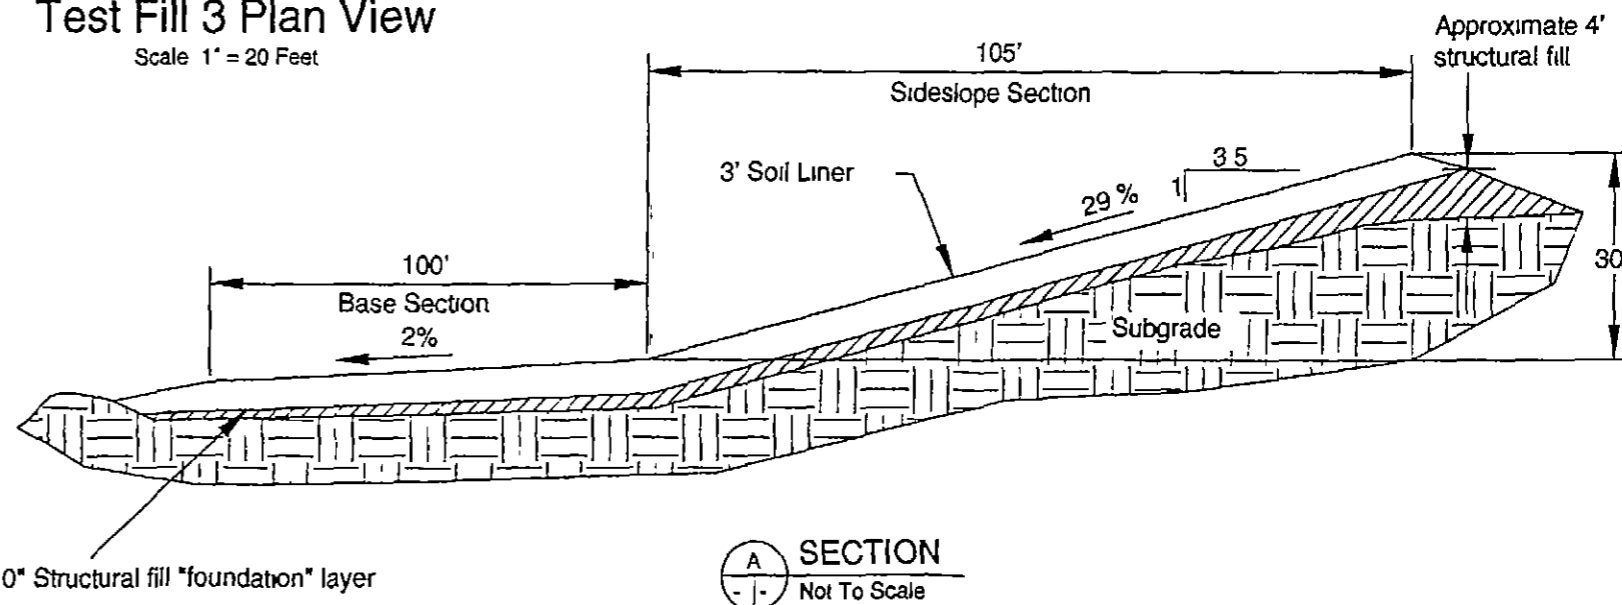 Test Fill 3 Plan View
Scale 1" = 20 Feet
Approximate 4'
structural fill
105'
Sideslope Section
3' Soil Liner
3 5
1
29 %
30
100'
Base Section
2%
Subgrade
0" Structural fill "foundation" layer
A
SECTION
Not To Scale